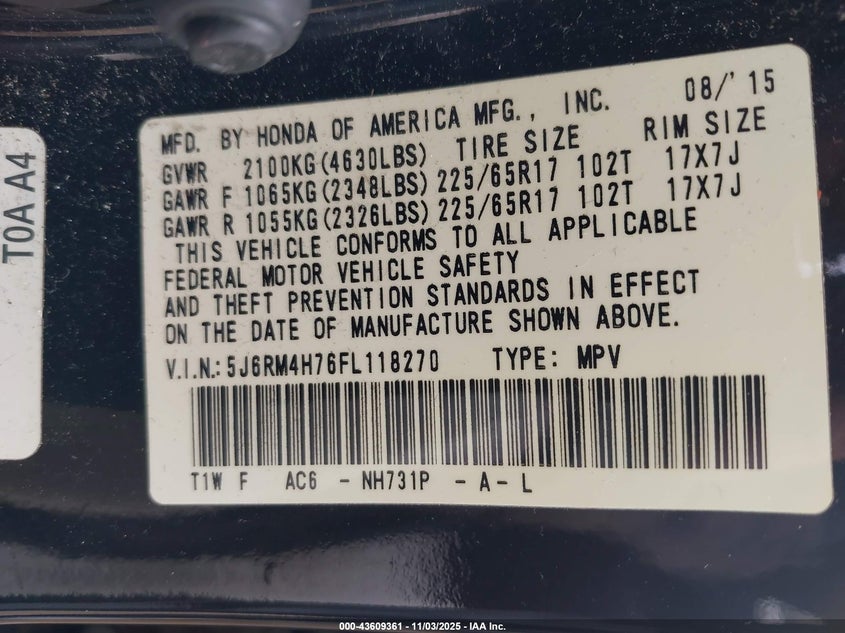 T0A A4
08/'15
MFD. BY HONDA OF AMERICA MFG., INC.
GVWR 2100KG(4630LBS) TIRE SIZE RIM SIZE
GAWR F 1065KG(2348LBS) 225/65R17 102T 17X7J
GAWR R 1055KG(2326LBS) 225/65R17 102T 17X7J
THIS VEHICLE CONFORMS TO ALL APPLICABLE
FEDERAL MOTOR VEHICLE SAFETY
AND THEFT PREVENTION STANDARDS IN EFFECT
ON THE DATE OF MANUFACTURE SHOWN ABOVE.
V.I.N.: 5J6RM4H76FL118270 TYPE: MPV
T1W F AC6 - NH731P - A - L
000-43609361 - 11/03/2025 - IAA Inc.